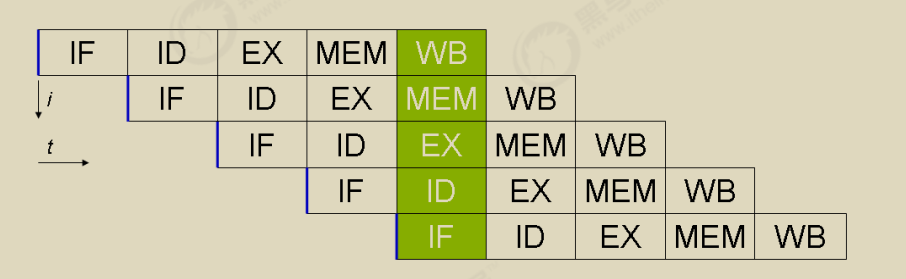 IF ID EX MEM WB
i IF ID EX MEM WB
t IF ID EX MEM WB
IF ID EX MEM WB
IF ID EX MEM WB